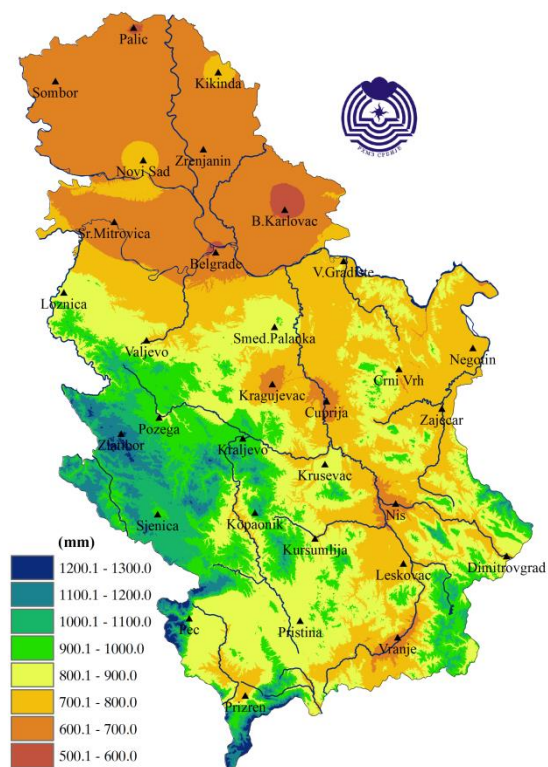 Palic
Kikinda
Sombor
Novi Sad
Zrenjanin
B.Karlovac
Sr.Mitrovica
Belgrade
V.Gradiste
Loznica
Valjevo
Smed.Palanka
Negotin
Crni Vrh
Kragujevac
Cuprija
Zajecar
Pozega
Zlatibor
Kraljevo
Krusevac
Nis
Sjenica
Kopaonik
Kursumlija
Leskovac
Dimitrovgrad
Pec
Pristina
Vranje
Prizren
РХМЗ СРБИЈЕ
(mm)
1200.1 - 1300.0
1100.1 - 1200.0
1000.1 - 1100.0
900.1 - 1000.0
800.1 - 900.0
700.1 - 800.0
600.1 - 700.0
500.1 - 600.0